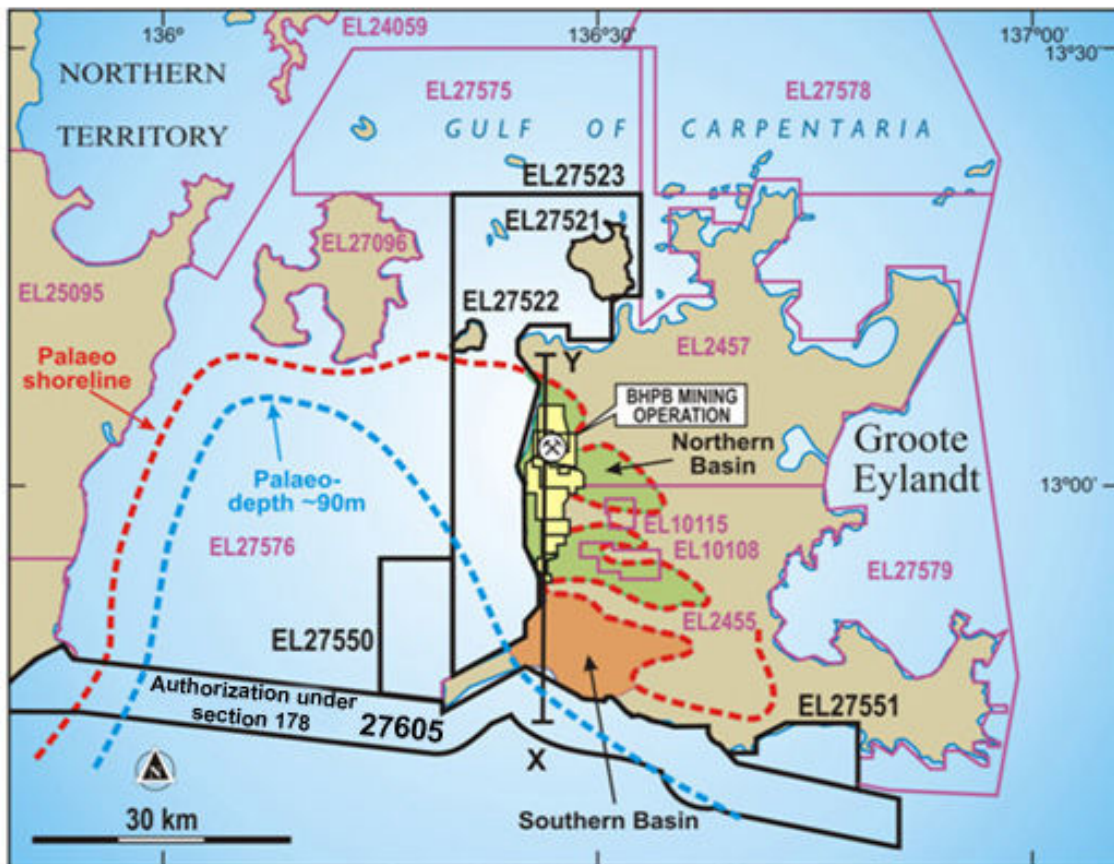 136°
136°30'
137°00'
13°30'
EL24059
NORTHERN
TERRITORY
EL27575
EL27578
GULF OF CARPENTARIA
EL27523
EL27521
EL27096
EL25095
EL27522
EL2457
Palaeo
shoreline
Y
BHPB MINING
OPERATION
Northern
Basin
Groote
Eylandt
Palaeo-
depth ~90m
13°00'
EL10115
EL27576
EL10108
EL27579
EL2455
EL27550
Authorization under
section 178
27605
EL27551
X
N
30 km
Southern Basin